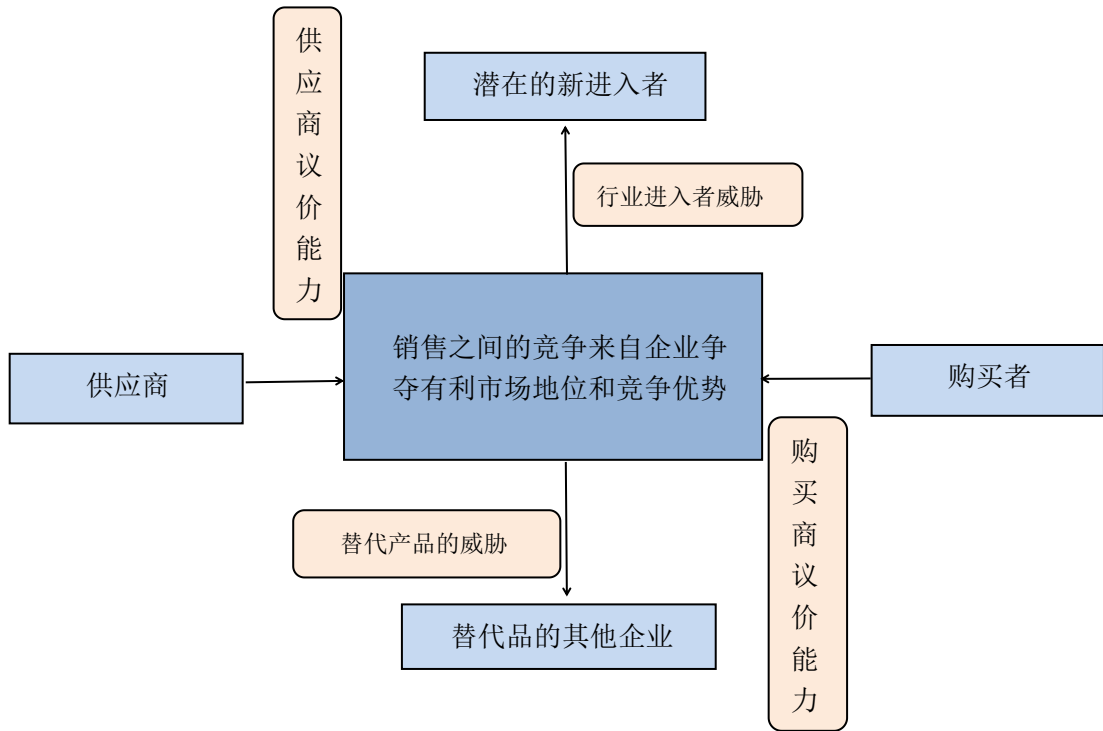 供应商议价能力
潜在的新进入者
行业进入者威胁
销售之间的竞争来自企业争
夺有利市场地位和竞争优势
供应商
购买者
购买商议价能力
替代产品的威胁
替代品的其他企业